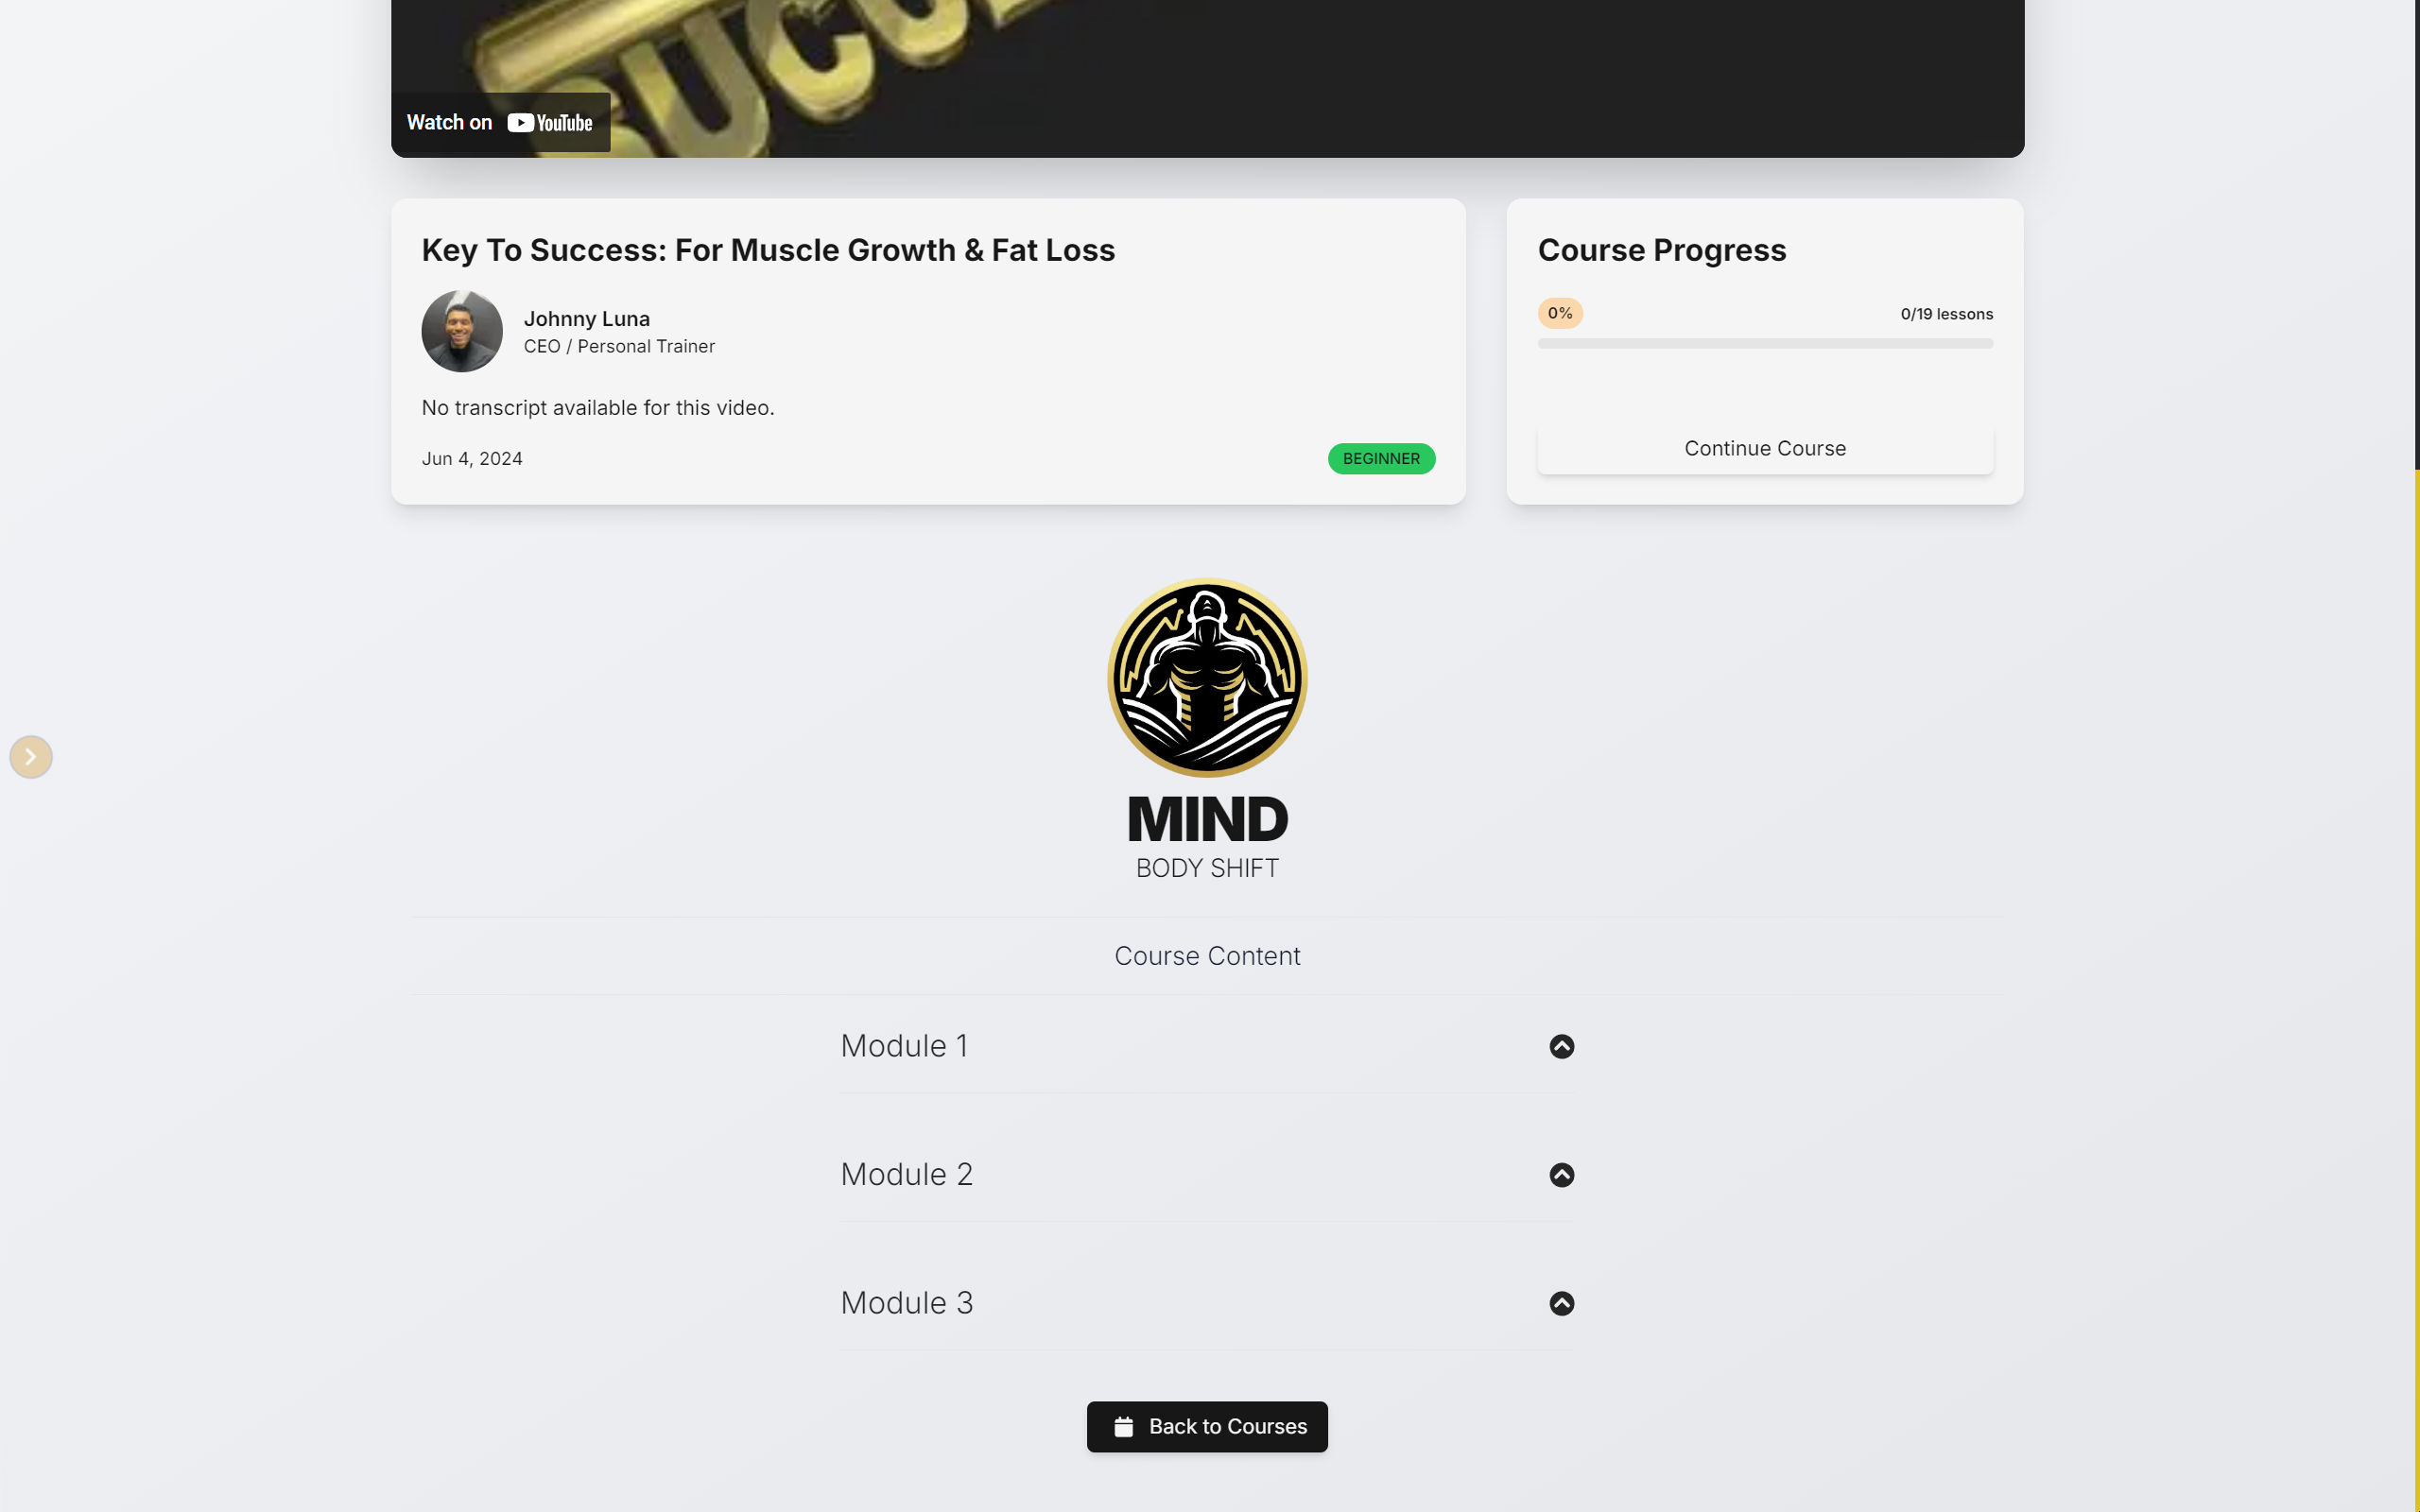 SUCCE
Watch on YouTube
Key To Success: For Muscle Growth & Fat Loss
Johnny Luna
CEO / Personal Trainer
No transcript available for this video.
Jun 4, 2024
BEGINNER
Course Progress
0%
0/19 lessons
Continue Course
MIND
BODY SHIFT
Course Content
Module 1
Module 2
Module 3
Back to Courses